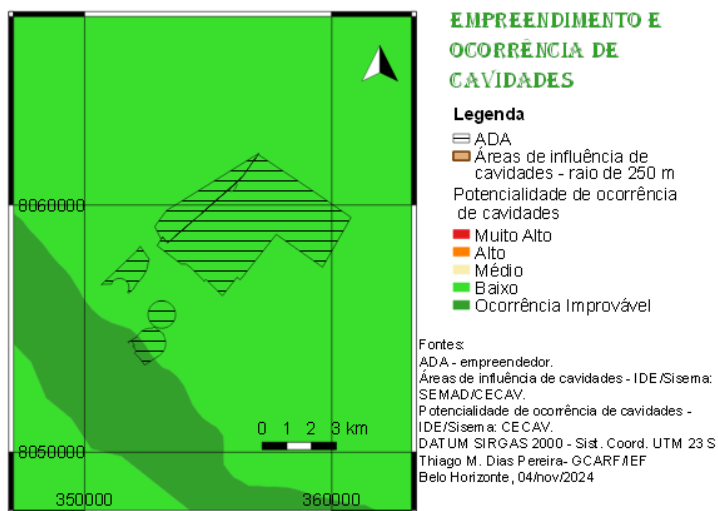 EMPREENDIMENTO E
OCORRÊNCIA DE
CAVIDADES
Legenda
ADA
Áreas de influência de
cavidades - raio de 250 m
Potencialidade de ocorrência
de cavidades
Muito Alto
Alto
Médio
Baixo
Ocorrência Improvável
Fontes:
ADA - empreendedor.
Áreas de influência de cavidades - IDE/Sisema:
SEMAD/CECAV.
Potencialidade de ocorrência de cavidades -
IDE/Sisema: CECAV.
DATUM SIRGAS 2000 - Sist. Coord. UTM 23 S
Thiago M. Dias Pereira- GCARF/IEF
Belo Horizonte, 04/nov/2024
8060000
0 1 2 3 km
8050000
350000 360000